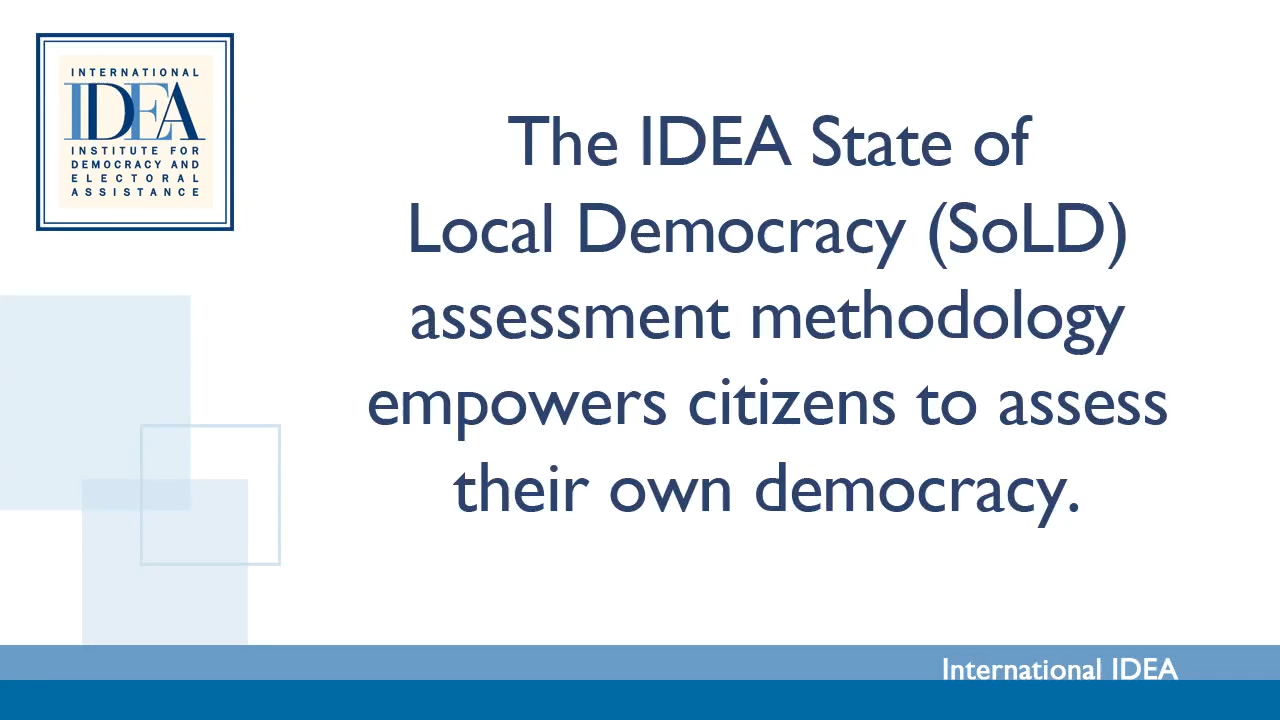 INTERNATIONAL
IDEA
INSTITUTE FOR
DEMOCRACY AND
ELECTORAL
ASSISTANCE
The IDEA State of
Local Democracy (SoLD)
assessment methodology
empowers citizens to assess
their own democracy.
International IDEA